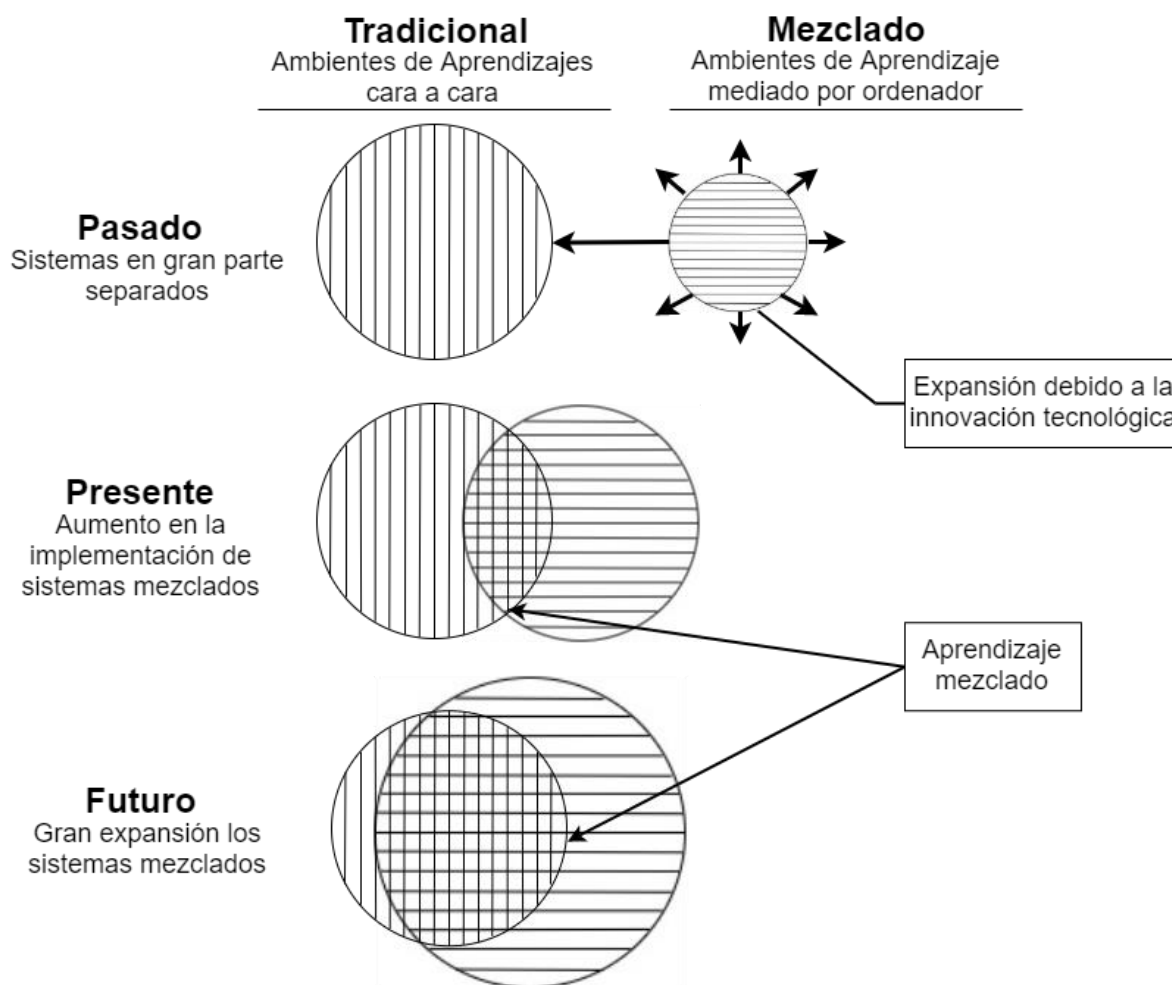 Tradicional
Ambientes de Aprendizajes
cara a cara
Mezclado
Ambientes de Aprendizaje
mediado por ordenador
Pasado
Sistemas en gran parte
separados
Expansión debido a la
innovación tecnológica
Presente
Aumento en la
implementación de
sistemas mezclados
Aprendizaje
mezclado
Futuro
Gran expansión los
sistemas mezclados